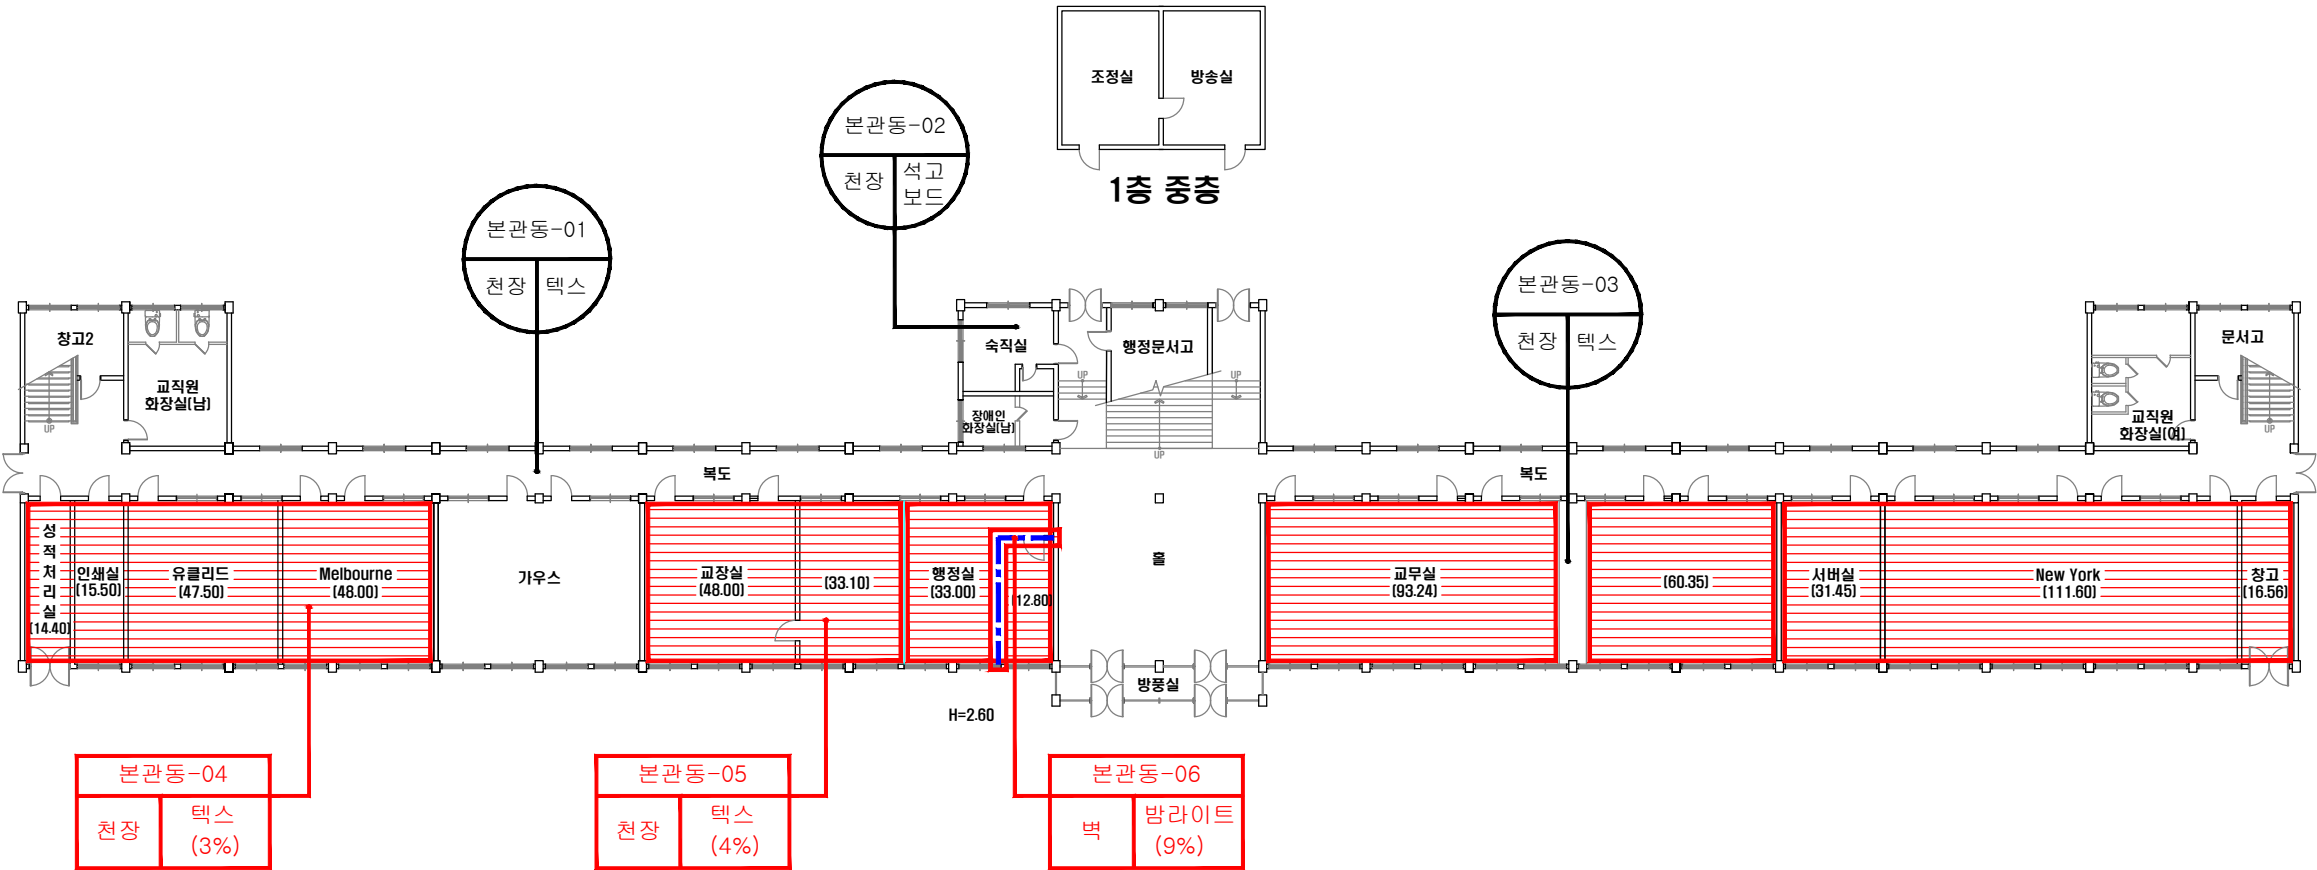 조정실
방송실
1층 중층
본관동-02
천장
석고
보드
본관동-01
천장
텍스
본관동-03
천장
텍스
창고2
교직원
화장실(남)
UP
숙직실
행정문서고
UP
UP
장애인
화장실(남)
UP
문서고
교직원
화장실(여)
UP
복도
복도
성
적
처
리
실
(14.40)
인쇄실
(15.50)
유클리드
(47.50)
Melbourne
(48.00)
가우스
교장실
(48.00)
(33.10)
행정실
(33.00)
(12.80)
홀
교무실
(93.24)
(60.35)
서버실
(31.45)
New York
(111.60)
창고
(16.56)
방풍실
H=2.60
본관동-04
천장
텍스
(3%)
본관동-05
천장
텍스
(4%)
본관동-06
벽
밤라이트
(9%)